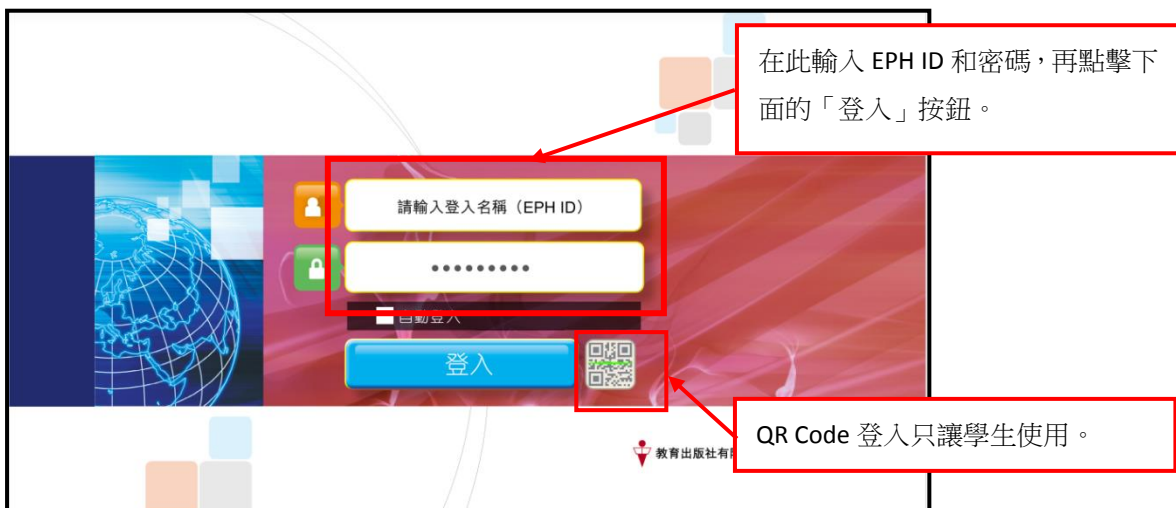 在此輸入 EPH ID 和密碼，再點擊下
面的「登入」按鈕。
請輸入登入名稱（EPH ID）
•••••••••
自動登入
登入
QR Code 登入只讓學生使用。
教育出版社有